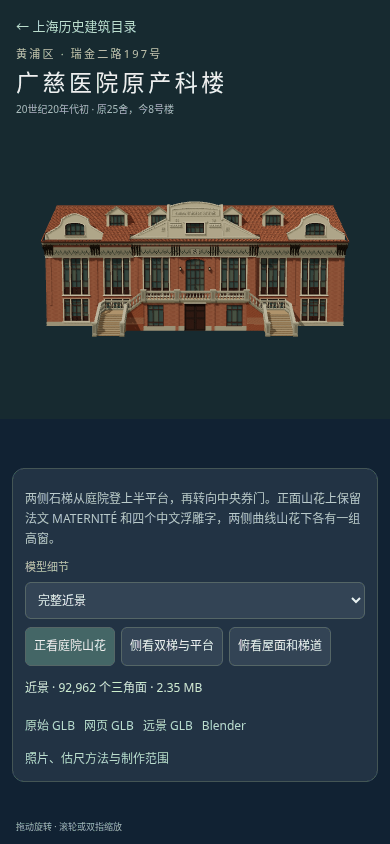 ← 上海历史建筑目录
黄浦区 · 瑞金二路197号
广慈医院原产科楼
20世纪20年代初 · 原25舍，今8号楼
两侧石梯从庭院登上半平台，再转向中央券门。正面山花上保留
法文 MATERNITÉ 和四个中文浮雕字，两侧曲线山花下各有一组
高窗。
模型细节
完整近景
正看庭院山花 侧看双梯与平台 俯看屋面和梯道
近景 · 92,962 个三角面 · 2.35 MB
原始 GLB 网页 GLB 远景 GLB Blender
照片、估尺方法与制作范围
拖动旋转 · 滚轮或双指缩放